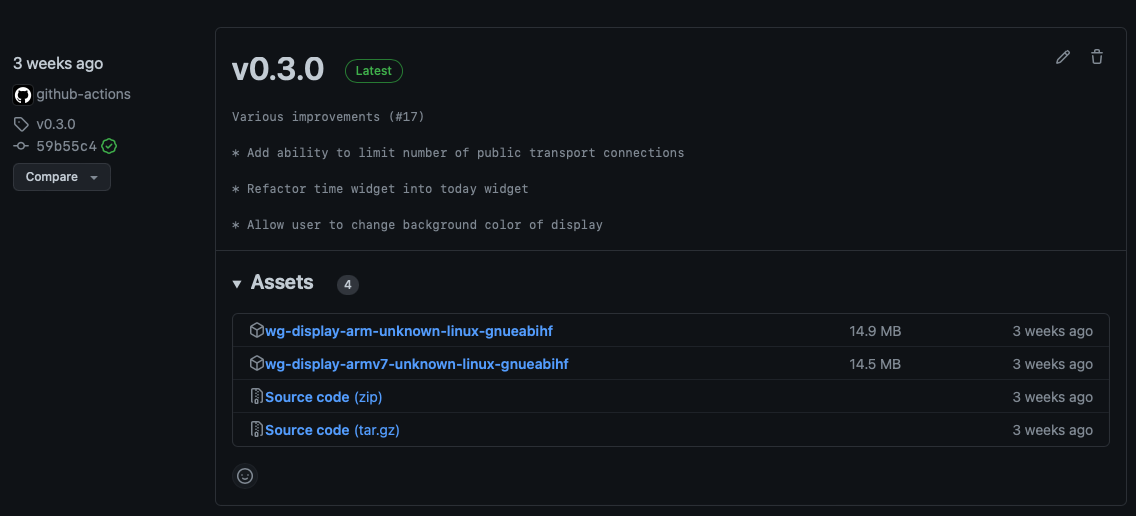 3 weeks ago
github-actions
v0.3.0
59b55c4
Compare
v0.3.0 Latest
Various improvements (#17)
* Add ability to limit number of public transport connections
* Refactor time widget into today widget
* Allow user to change background color of display
Assets 4
wg-display-arm-unknown-linux-gnueabihf 14.9 MB 3 weeks ago
wg-display-armv7-unknown-linux-gnueabihf 14.5 MB 3 weeks ago
Source code (zip) 3 weeks ago
Source code (tar.gz) 3 weeks ago